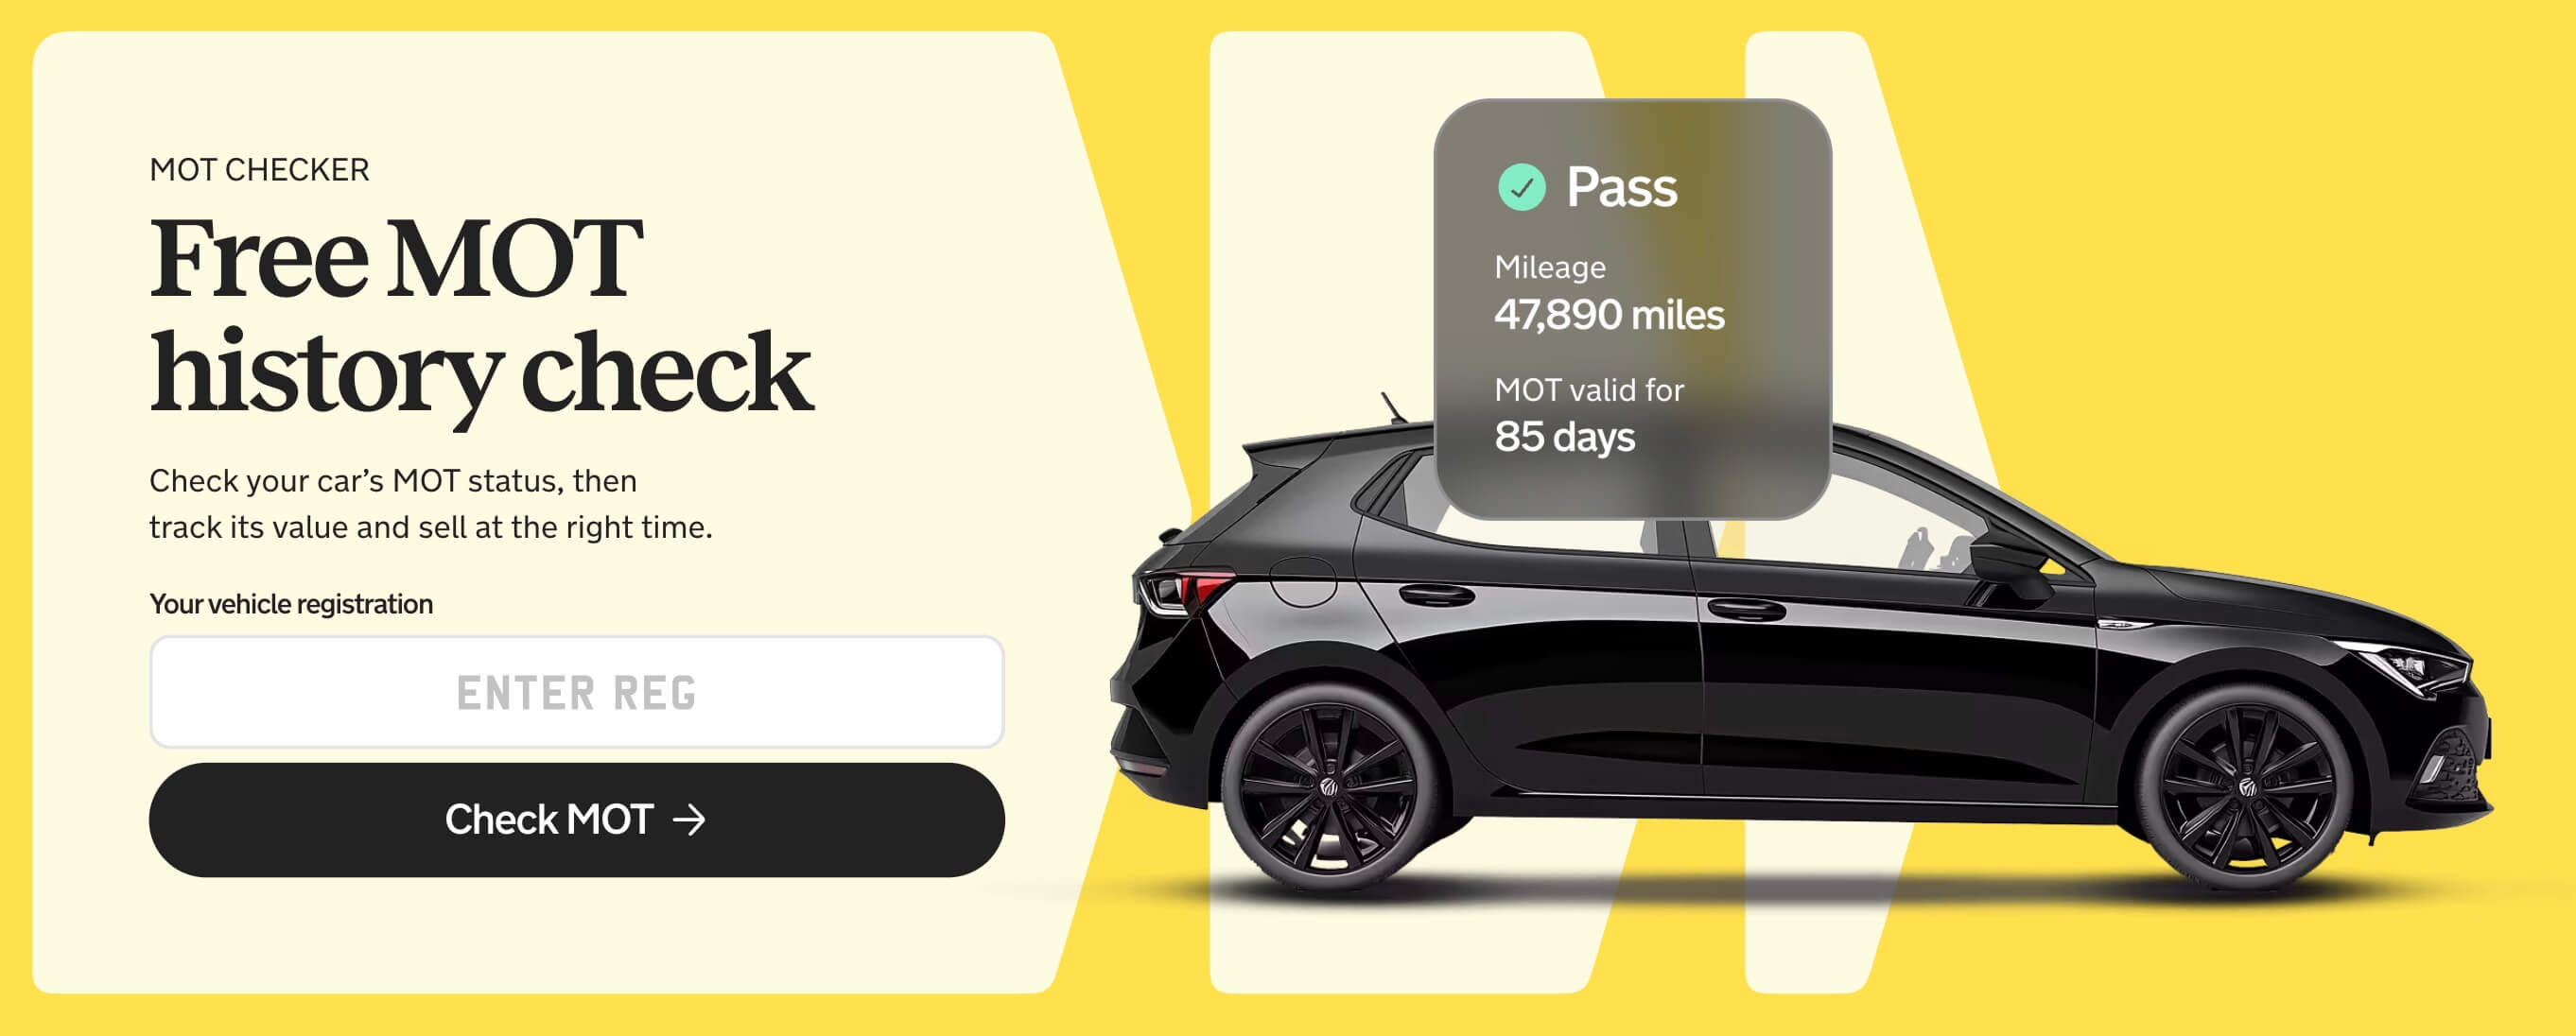 MOT CHECKER
Free MOT
history check
Check your car’s MOT status, then
track its value and sell at the right time.
Your vehicle registration
ENTER REG
Check MOT →
Pass
Mileage
47,890 miles
MOT valid for
85 days